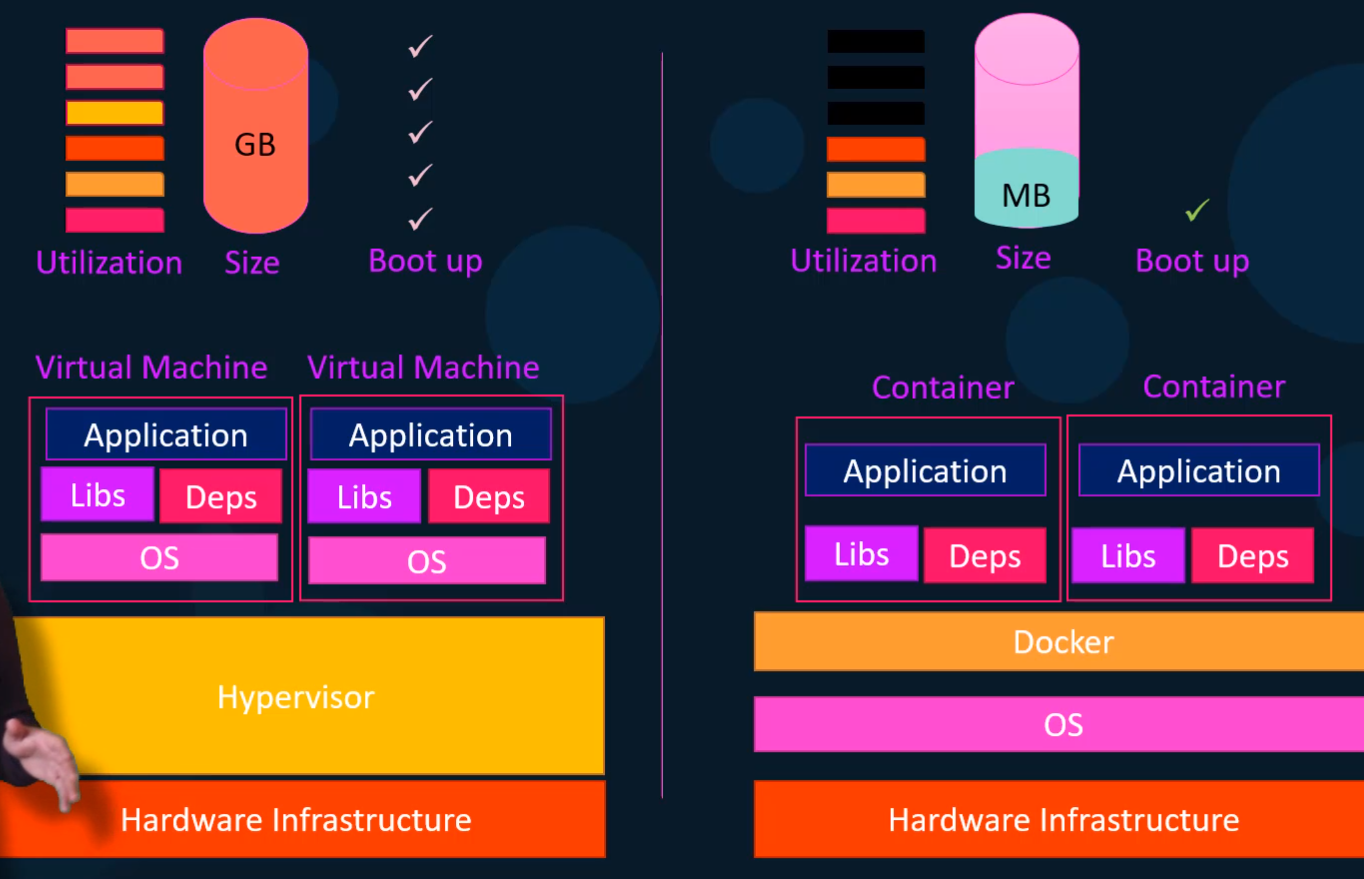 GB
Utilization
Size
Boot up
Virtual Machine
Virtual Machine
Application
Application
Libs
Deps
Libs
Deps
OS
OS
Hypervisor
Hardware Infrastructure
MB
Utilization
Size
Boot up
Container
Container
Application
Application
Libs
Deps
Libs
Deps
Docker
OS
Hardware Infrastructure